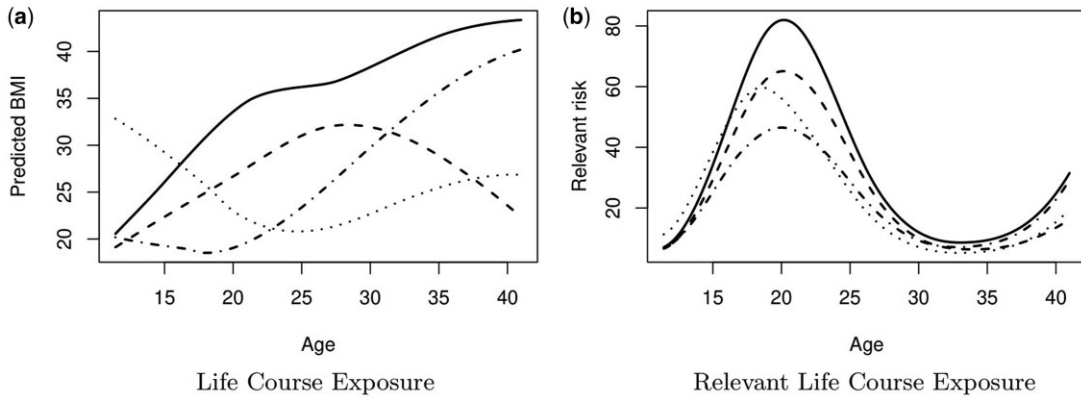 (a)
Predicted BMI
40
35
30
25
20
15 20 25 30 35 40
Age
Life Course Exposure
(b)
Relevant risk
80
60
40
20
15 20 25 30 35 40
Age
Relevant Life Course Exposure